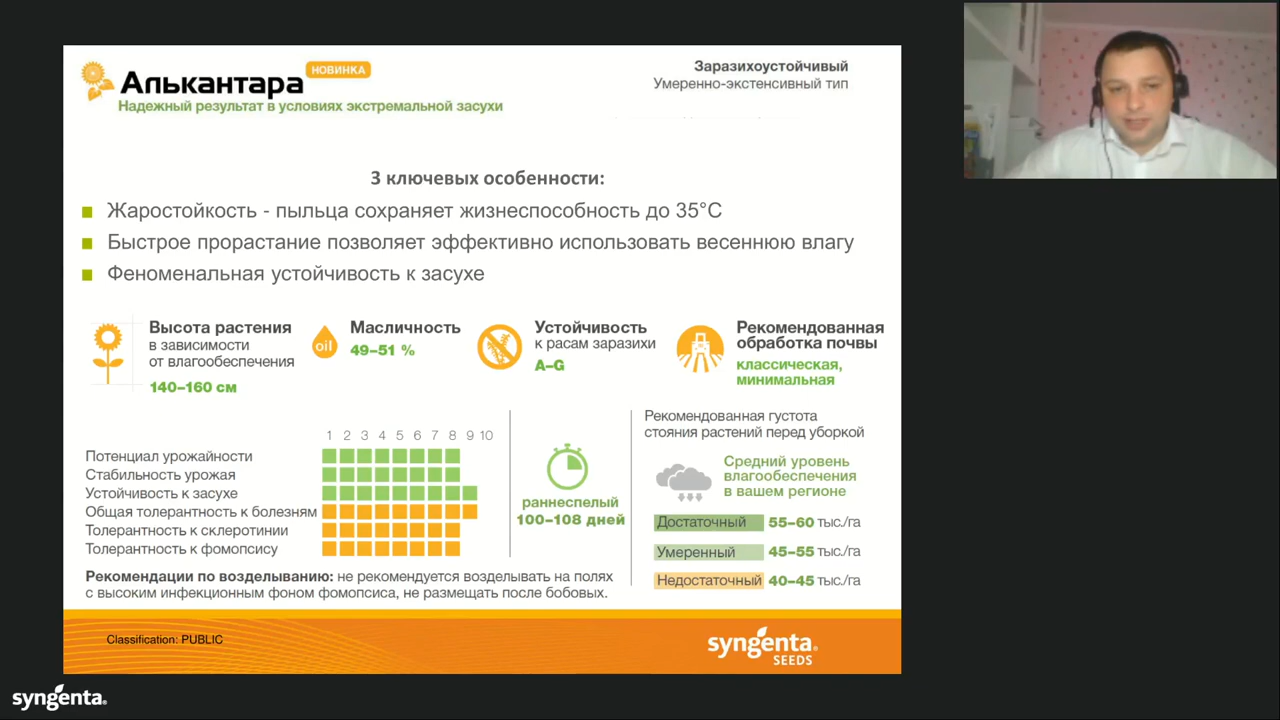 Алькантара
НОВИНКА
Надежный результат в условиях экстремальной засухи
Заразихоустойчивый
Умеренно-экстенсивный тип
3 ключевых особенности:
Жаростойкость - пыльца сохраняет жизнеспособность до 35°С
Быстрое прорастание позволяет эффективно использовать весеннюю влагу
Феноменальная устойчивость к засухе
Высота растения
в зависимости
от влагообеспечения
140–160 см
oil
Масличность
49–51 %
Устойчивость
к расам заразихи
A–G
Рекомендованная
обработка почвы
классическая,
минимальная
1 2 3 4 5 6 7 8 9 10
Потенциал урожайности
Стабильность урожая
Устойчивость к засухе
Общая толерантность к болезням
Толерантность к склеротинии
Толерантность к фомопсису
раннеспелый
100–108 дней
Рекомендованная густота
стояния растений перед уборкой
Средний уровень
влагообеспечения
в вашем регионе
Достаточный 55–60 тыс./га
Умеренный 45–55 тыс./га
Недостаточный 40–45 тыс./га
Рекомендации по возделыванию: не рекомендуется возделывать на полях
с высоким инфекционным фоном фомопсиса, не размещать после бобовых.
Classification: PUBLIC
syngenta
SEEDS
syngenta